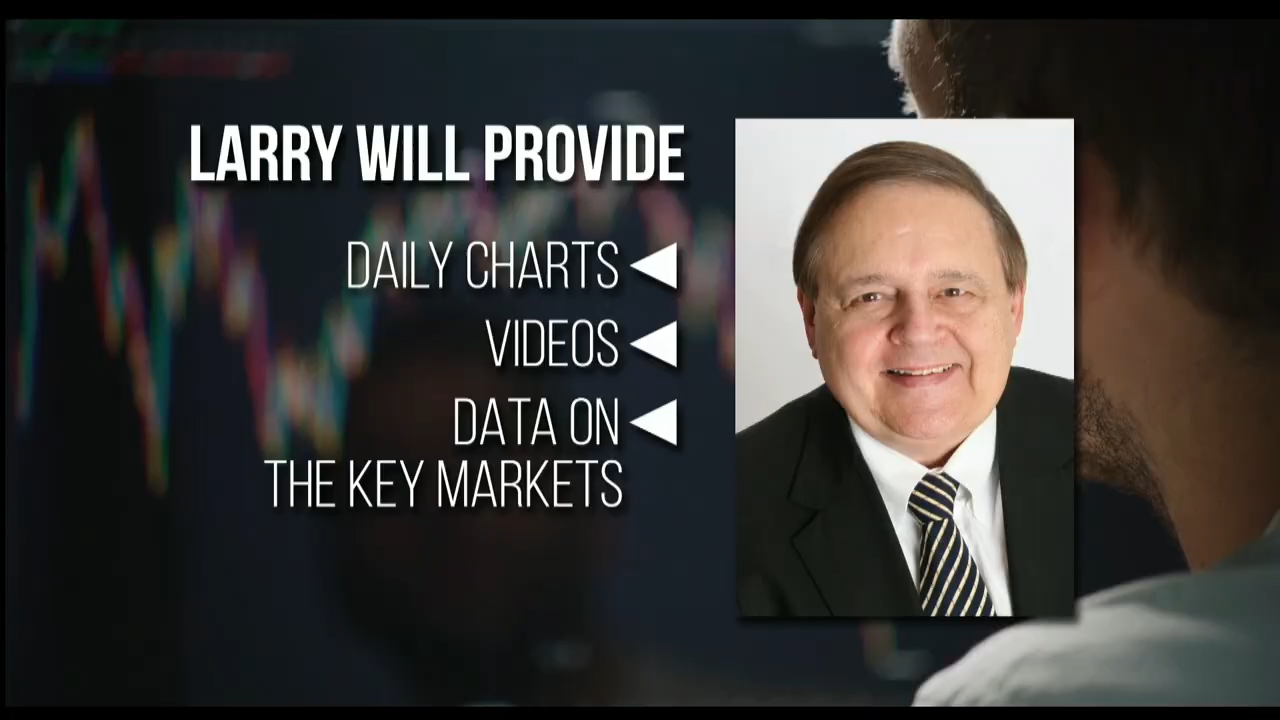 LARRY WILL PROVIDE
DAILY CHARTS
VIDEOS
DATA ON
THE KEY MARKETS